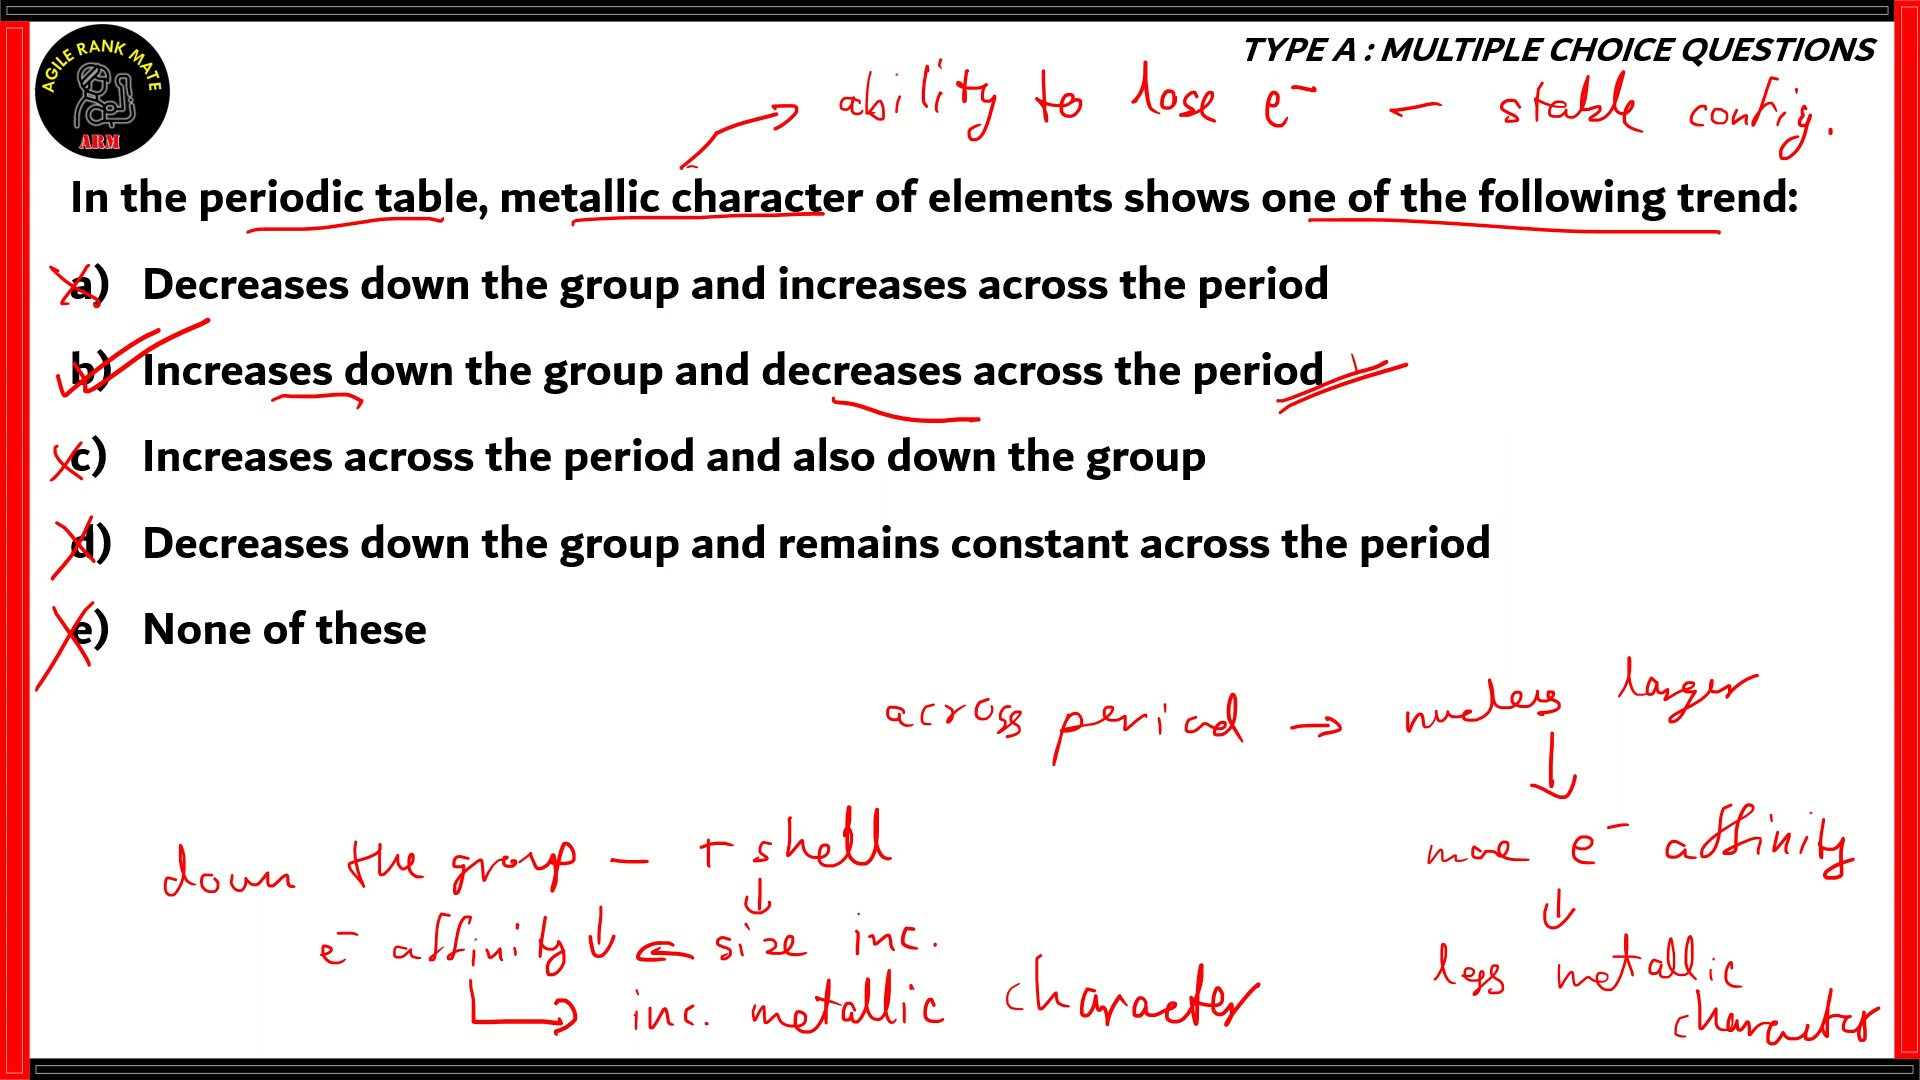 AGILE RANK MATE
ARM
TYPE A : MULTIPLE CHOICE QUESTIONS
ability to lose e⁻ – stable config.
In the periodic table, metallic character of elements shows one of the following trend:
a) Decreases down the group and increases across the period
b) Increases down the group and decreases across the period
c) Increases across the period and also down the group
d) Decreases down the group and remains constant across the period
e) None of these
across period → nucleus larger
↓
more e⁻ affinity
↓
less metallic
character
down the group – + shell
↓
e⁻ affinity ↓ ← size inc.
→ inc. metallic character